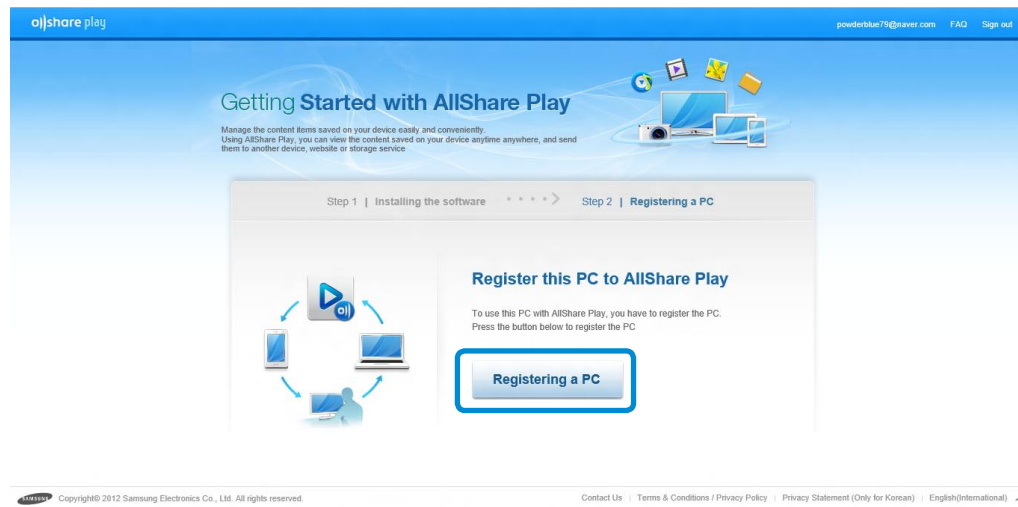 allshare play
powderblue79@naver.com FAQ Sign out
Getting Started with AllShare Play
Manage the content items saved on your device easily and conveniently.
Using AllShare Play, you can view the content saved on your device anytime anywhere, and send
them to another device, website or storage service
Step 1 | Installing the software
Step 2 | Registering a PC
all
Register this PC to AllShare Play
To use this PC with AllShare Play, you have to register the PC.
Press the button below to register the PC
Registering a PC
SAMSUNG Copyright© 2012 Samsung Electronics Co., Ltd. All rights reserved.
Contact Us | Terms & Conditions / Privacy Policy | Privacy Statement (Only for Korean) | English(International)